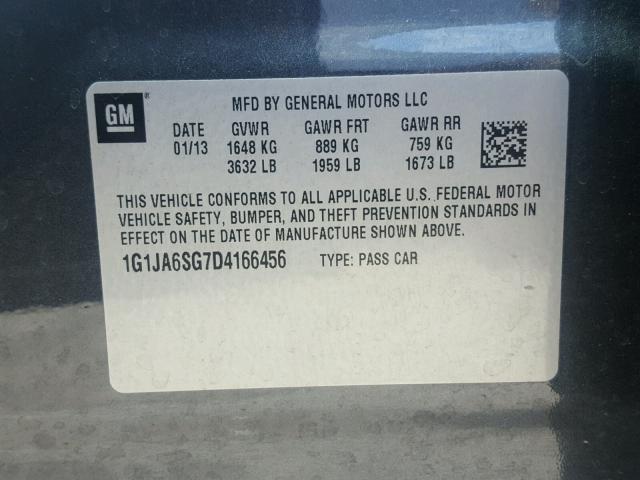 GM ®
MFD BY GENERAL MOTORS LLC
DATE GVWR GAWR FRT GAWR RR
01/13 1648 KG 889 KG 759 KG
3632 LB 1959 LB 1673 LB
THIS VEHICLE CONFORMS TO ALL APPLICABLE U.S. FEDERAL MOTOR
VEHICLE SAFETY, BUMPER, AND THEFT PREVENTION STANDARDS IN
EFFECT ON THE DATE OF MANUFACTURE SHOWN ABOVE.
1G1JA6SG7D4166456 TYPE: PASS CAR